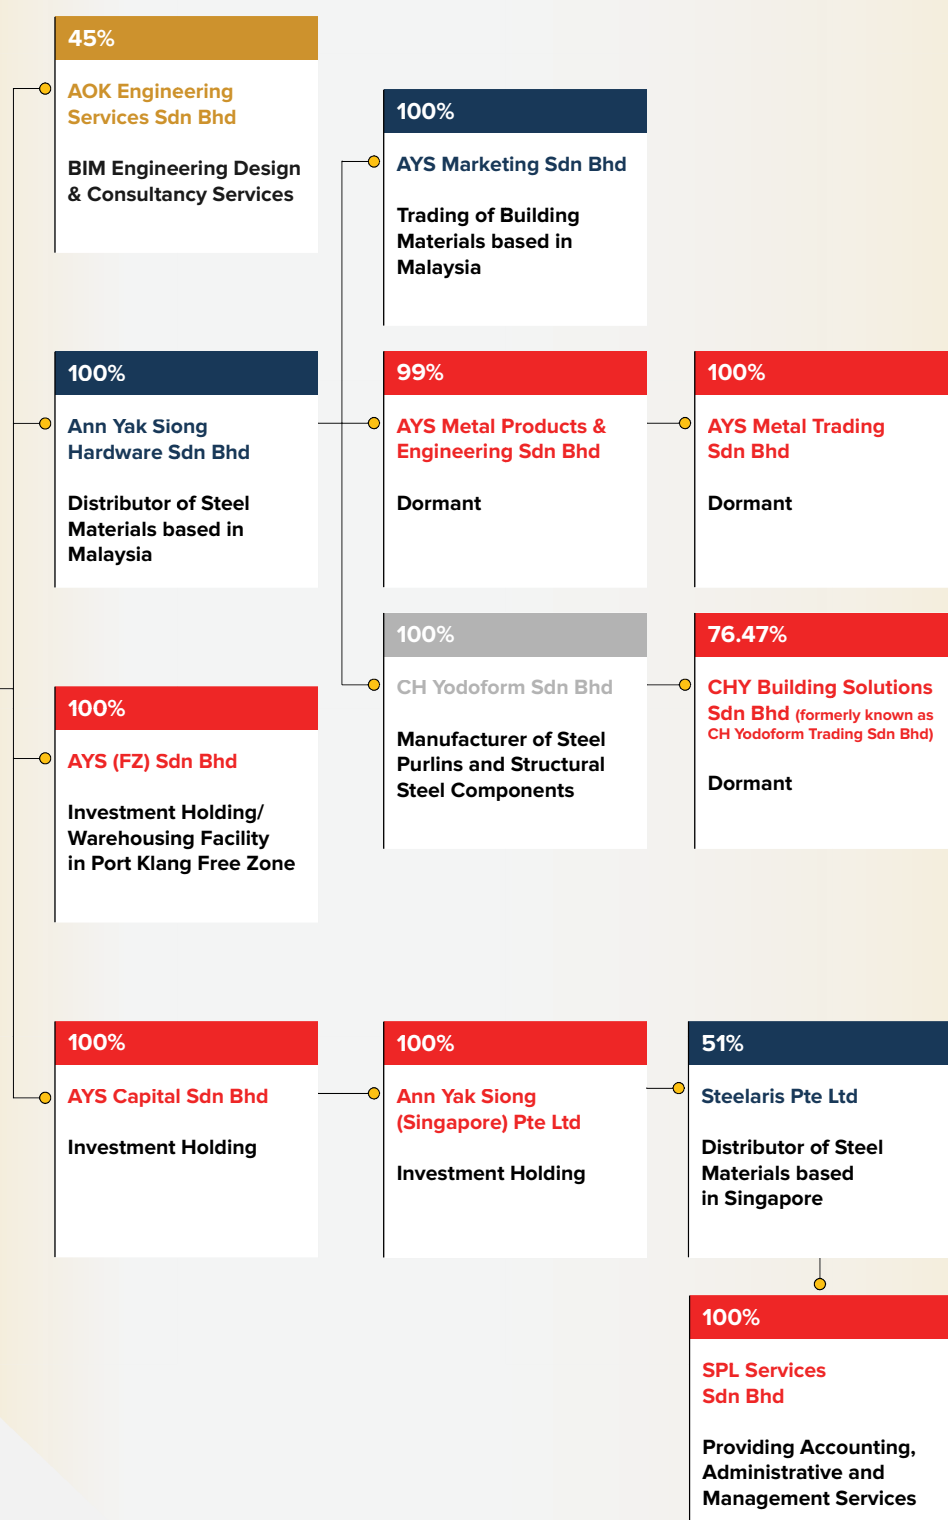 45%
AOK Engineering
Services Sdn Bhd
BIM Engineering Design
& Consultancy Services
100%
AYS Marketing Sdn Bhd
Trading of Building
Materials based in
Malaysia
100%
Ann Yak Siong
Hardware Sdn Bhd
Distributor of Steel
Materials based in
Malaysia
99%
AYS Metal Products &
Engineering Sdn Bhd
Dormant
100%
AYS Metal Trading
Sdn Bhd
Dormant
100%
CH Yodoform Sdn Bhd
Manufacturer of Steel
Purlins and Structural
Steel Components
76.47%
CHY Building Solutions
Sdn Bhd (formerly known as
CH Yodoform Trading Sdn Bhd)
Dormant
100%
AYS (FZ) Sdn Bhd
Investment Holding/
Warehousing Facility
in Port Klang Free Zone
100%
AYS Capital Sdn Bhd
Investment Holding
100%
Ann Yak Siong
(Singapore) Pte Ltd
Investment Holding
51%
Steelaris Pte Ltd
Distributor of Steel
Materials based
in Singapore
100%
SPL Services
Sdn Bhd
Providing Accounting,
Administrative and
Management Services